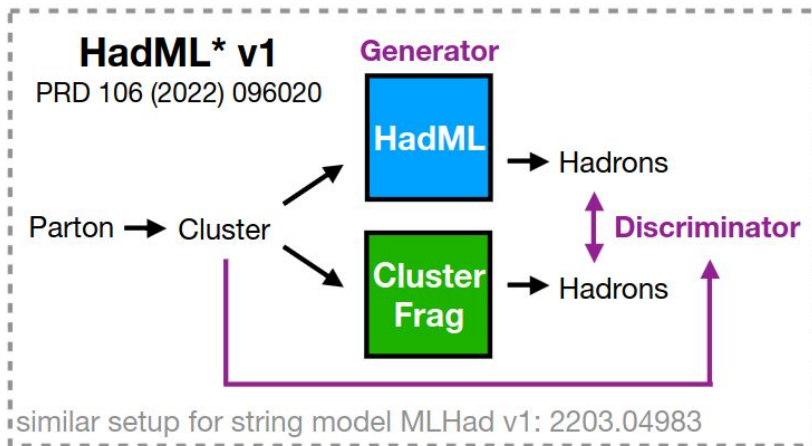 HadML* v1
PRD 106 (2022) 096020
Generator
HadML
Hadrons
Parton
Cluster
Discriminator
Cluster
Frag
Hadrons
similar setup for string model MLHad v1: 2203.04983